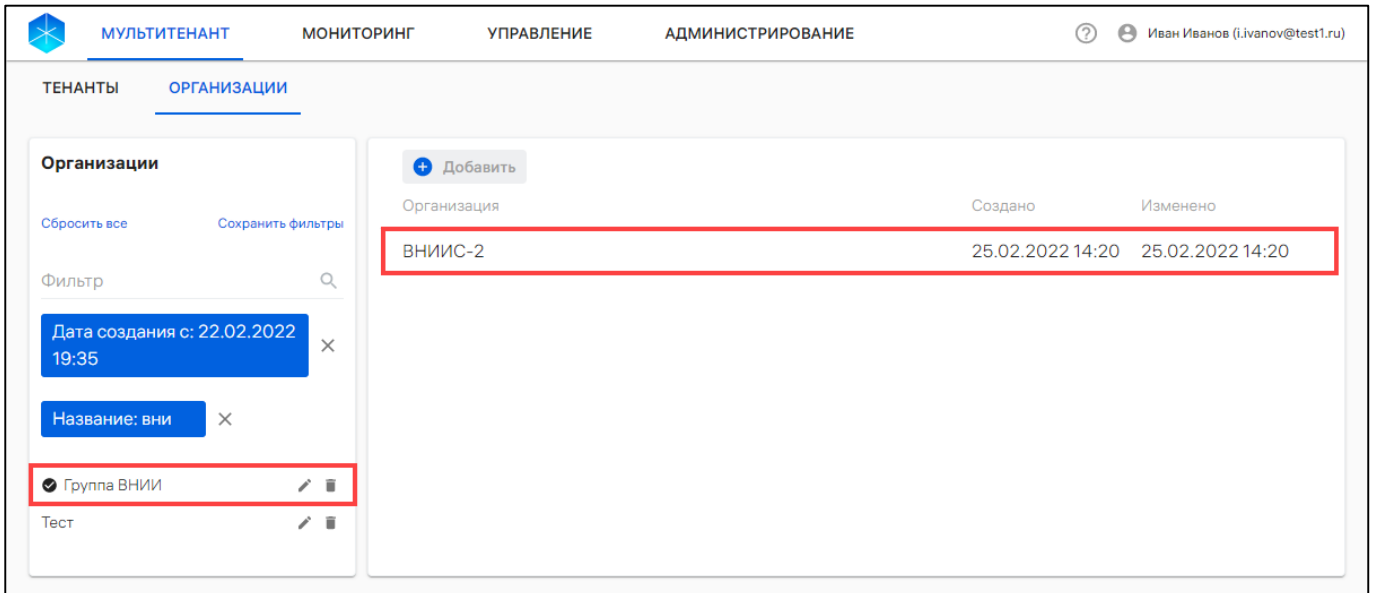 МУЛЬТИТЕНАНТ МОНИТОРИНГ УПРАВЛЕНИЕ АДМИНИСТРИРОВАНИЕ Иван Иванов (i.ivanov@test1.ru)
ТЕНАНТЫ ОРГАНИЗАЦИИ
Организации
Сбросить все Сохранить фильтры
Фильтр
Дата создания с: 22.02.2022
19:35
Название: вни
Группа ВНИИ
Тест
Добавить
Организация Создано Изменено
ВНИИС-2 25.02.2022 14:20 25.02.2022 14:20